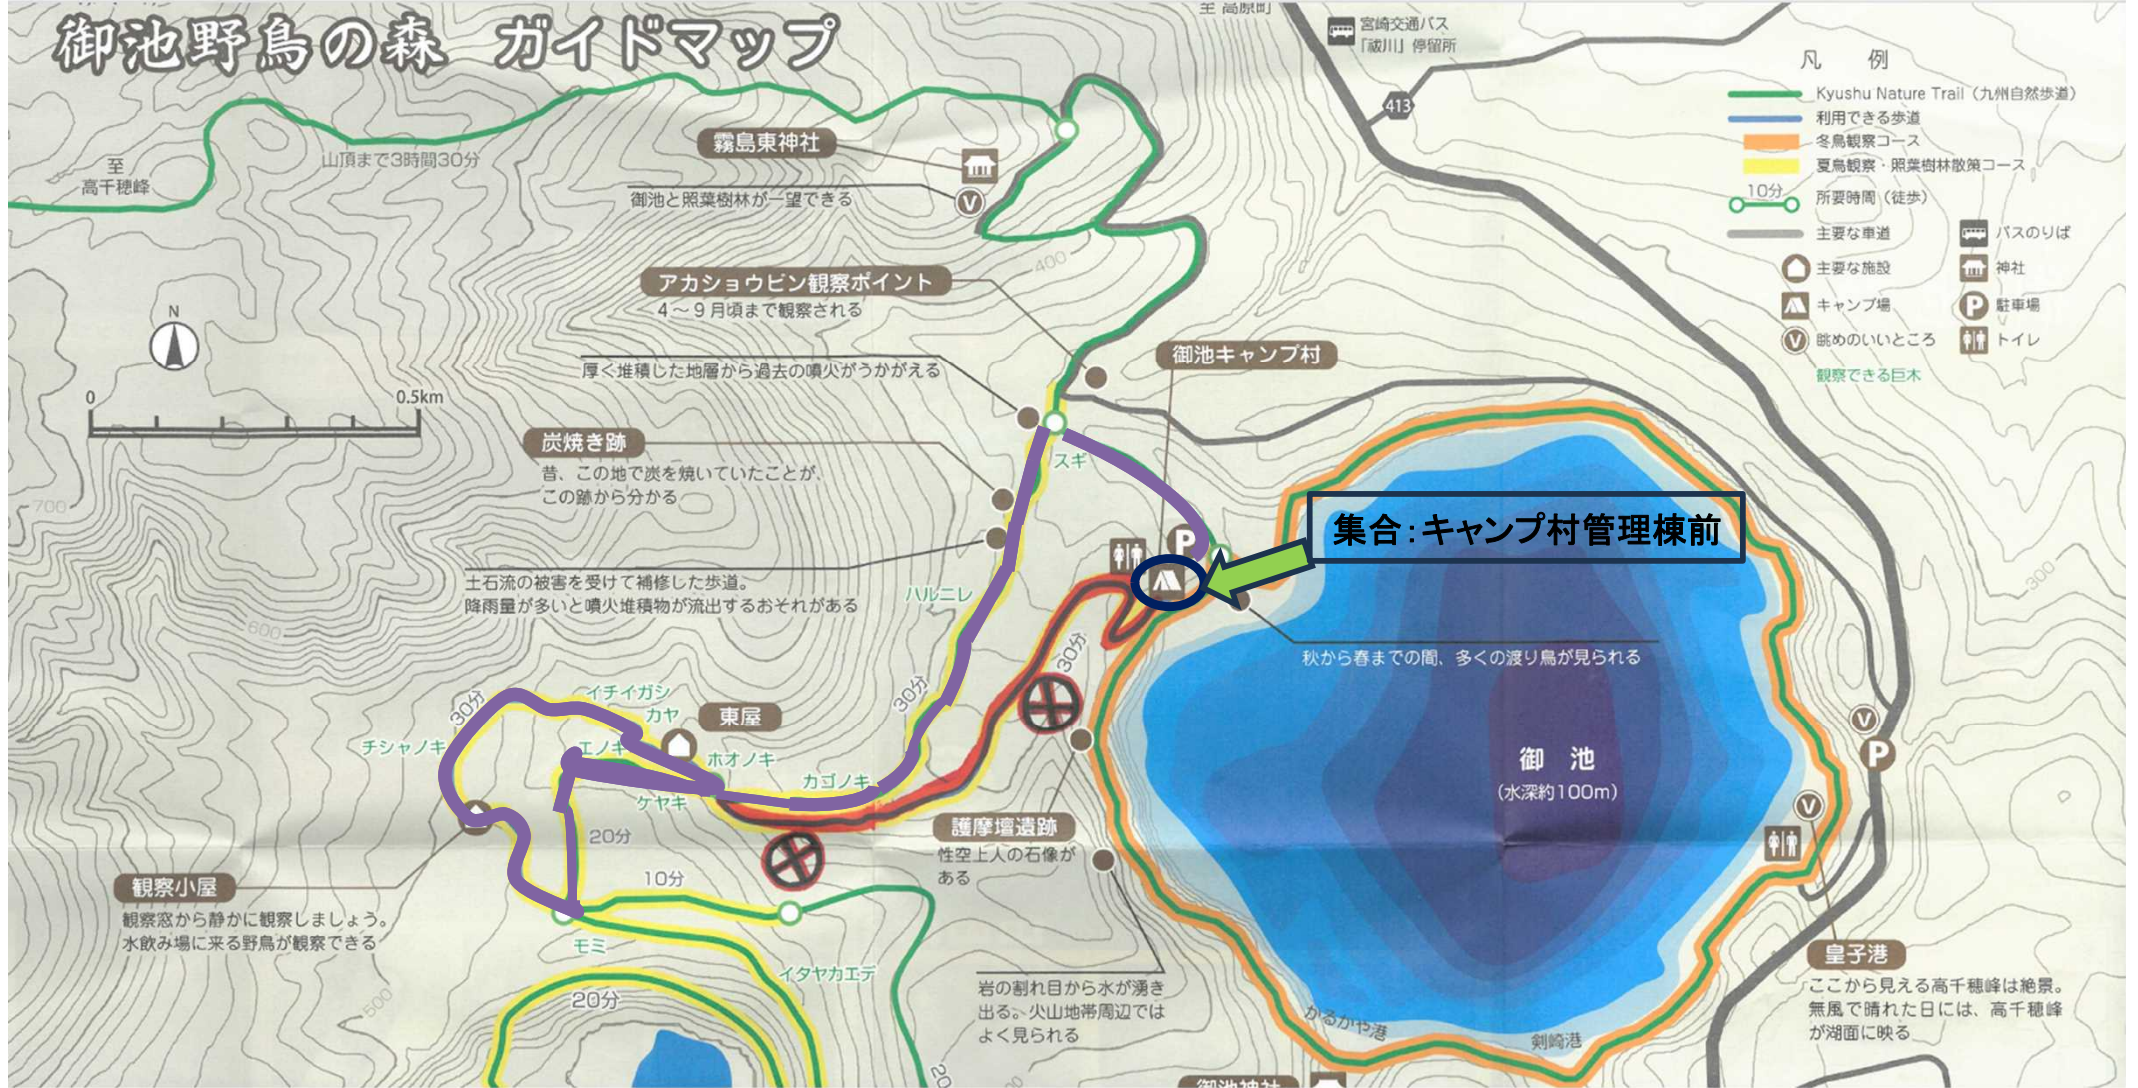 御池野鳥の森 ガイドマップ
至 高原町
宮崎交通バス
「祓川」停留所
413
凡 例
Kyushu Nature Trail（九州自然歩道）
利用できる歩道
冬鳥観察コース
夏鳥観察・照葉樹林散策コース
10分
所要時間（徒歩）
主要な車道
バスのりば
主要な施設
神社
キャンプ場
P
駐車場
V
眺めのいいところ
トイレ
観察できる巨木
至
高千穂峰
山頂まで3時間30分
霧島東神社
御池と照葉樹林が一望できる
V
400
アカショウビン観察ポイント
4〜9月頃まで観察される
N
0
0.5km
厚く堆積した地層から過去の噴火がうかがえる
御池キャンプ村
炭焼き跡
昔、この地で炭を焼いていたことが、
この跡から分かる
スギ
700
集合：キャンプ村管理棟前
P
土石流の被害を受けて補修した歩道。
降雨量が多いと噴火堆積物が流出するおそれがある
ハルニレ
600
300
30分
秋から春までの間、多くの渡り鳥が見られる
30分
30分
イチイガシ
カヤ
東屋
チシャノキ
エノキ
ホオノキ
カゴノキ
ケヤキ
御 池
（水深約100m）
V
P
V
20分
護摩壇遺跡
性空上人の石像が
ある
観察小屋
観察窓から静かに観察しましょう。
水飲み場に来る野鳥が観察できる
10分
モミ
イタヤカエデ
20分
500
岩の割れ目から水が湧き
出る。火山地帯周辺では
よく見られる
かるかや港
剣崎港
皇子港
ここから見える高千穂峰は絶景。
無風で晴れた日には、高千穂峰
が湖面に映る
20
御池神社